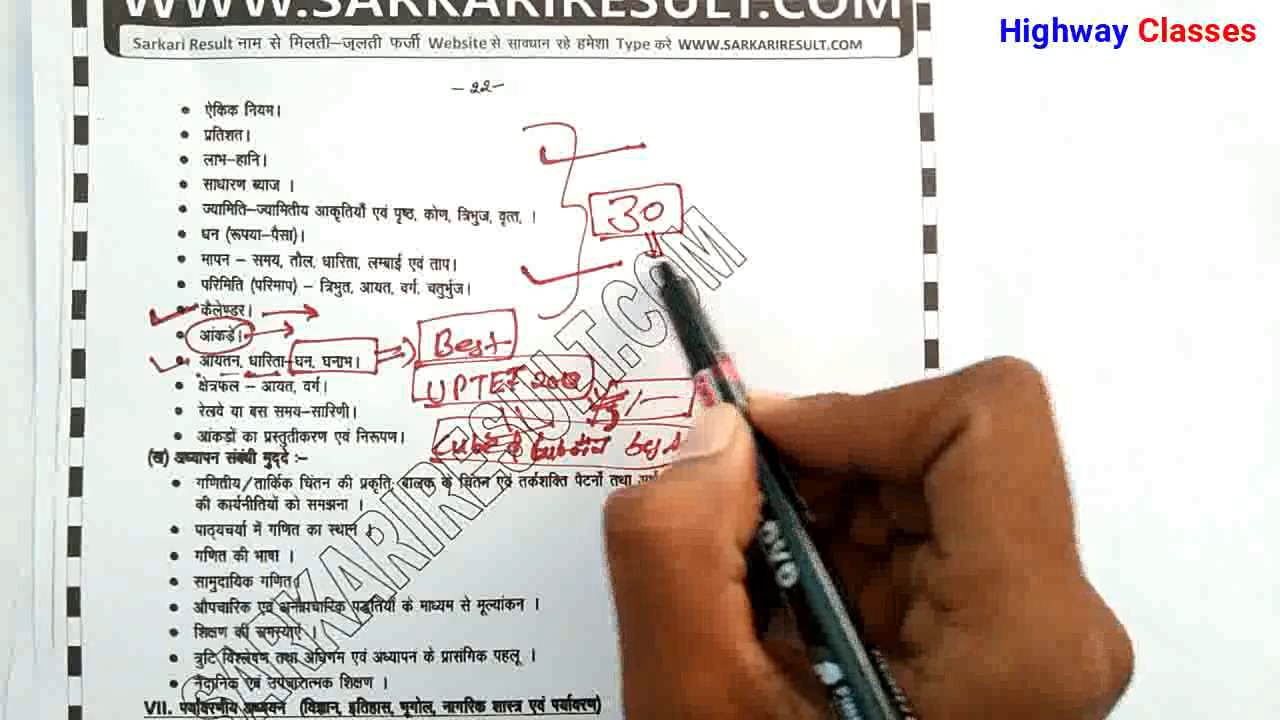 WWW.SARKARIRESULT.COM
Highway Classes
Sarkari Result नाम से मिलती–जुलती फर्जी Website से सावधान रहे हमेशा Type करे WWW.SARKARIRESULT.COM
–22–
• ऐकिक नियम।
• प्रतिशत।
• लाभ–हानि।
• साधारण ब्याज ।
• ज्यामिति–ज्यामितीय आकृतियाँ एवं पृष्ठ, कोण, त्रिभुज, वृत्त, ।
30
• धन (रूपया–पैसा)।
• मापन – समय, तौल, धारिता, लम्बाई एवं ताप।
• परिमिति (परिमाप) – त्रिभुत, आयत, वर्ग, चतुर्भुज।
• कैलेण्डर।
• आंकड़े।
Best
• आयतन, धारिता–घन, घनाभ।
UPTET
• क्षेत्रफल – आयत, वर्ग।
• रेलवे या बस समय–सारिणी।
• आंकडों का प्रस्तुतीकरण एवं निरूपण।
Cube &
(ख) अध्यापन संबंधी मुद्दे :–
• गणितीय/तार्किक चिंतन की प्रकृति, बालक के चिंतन एवं तर्कशक्ति पैटनों तथा
की कार्यनीतियों को समझना ।
• पाठ्यचर्या में गणित का स्थान ।
• गणित की भाषा ।
• सामुदायिक गणित।
• औपचारिक एवं अनौपचारिक पद्धतियों के माध्यम से मूल्यांकन ।
• शिक्षण की समस्याऐं ।
• त्रुटि विश्लेषण तथा अधिगम एवं अध्यापन के प्रासंगिक पहलू ।
• नैदानिक एवं उपचारात्मक शिक्षण ।
VII. पर्यावरणीय अध्ययन (विज्ञान, इतिहास, भूगोल, नागरिक शास्त्र एवं पर्यावरण)
SARKARIRESULT.COM